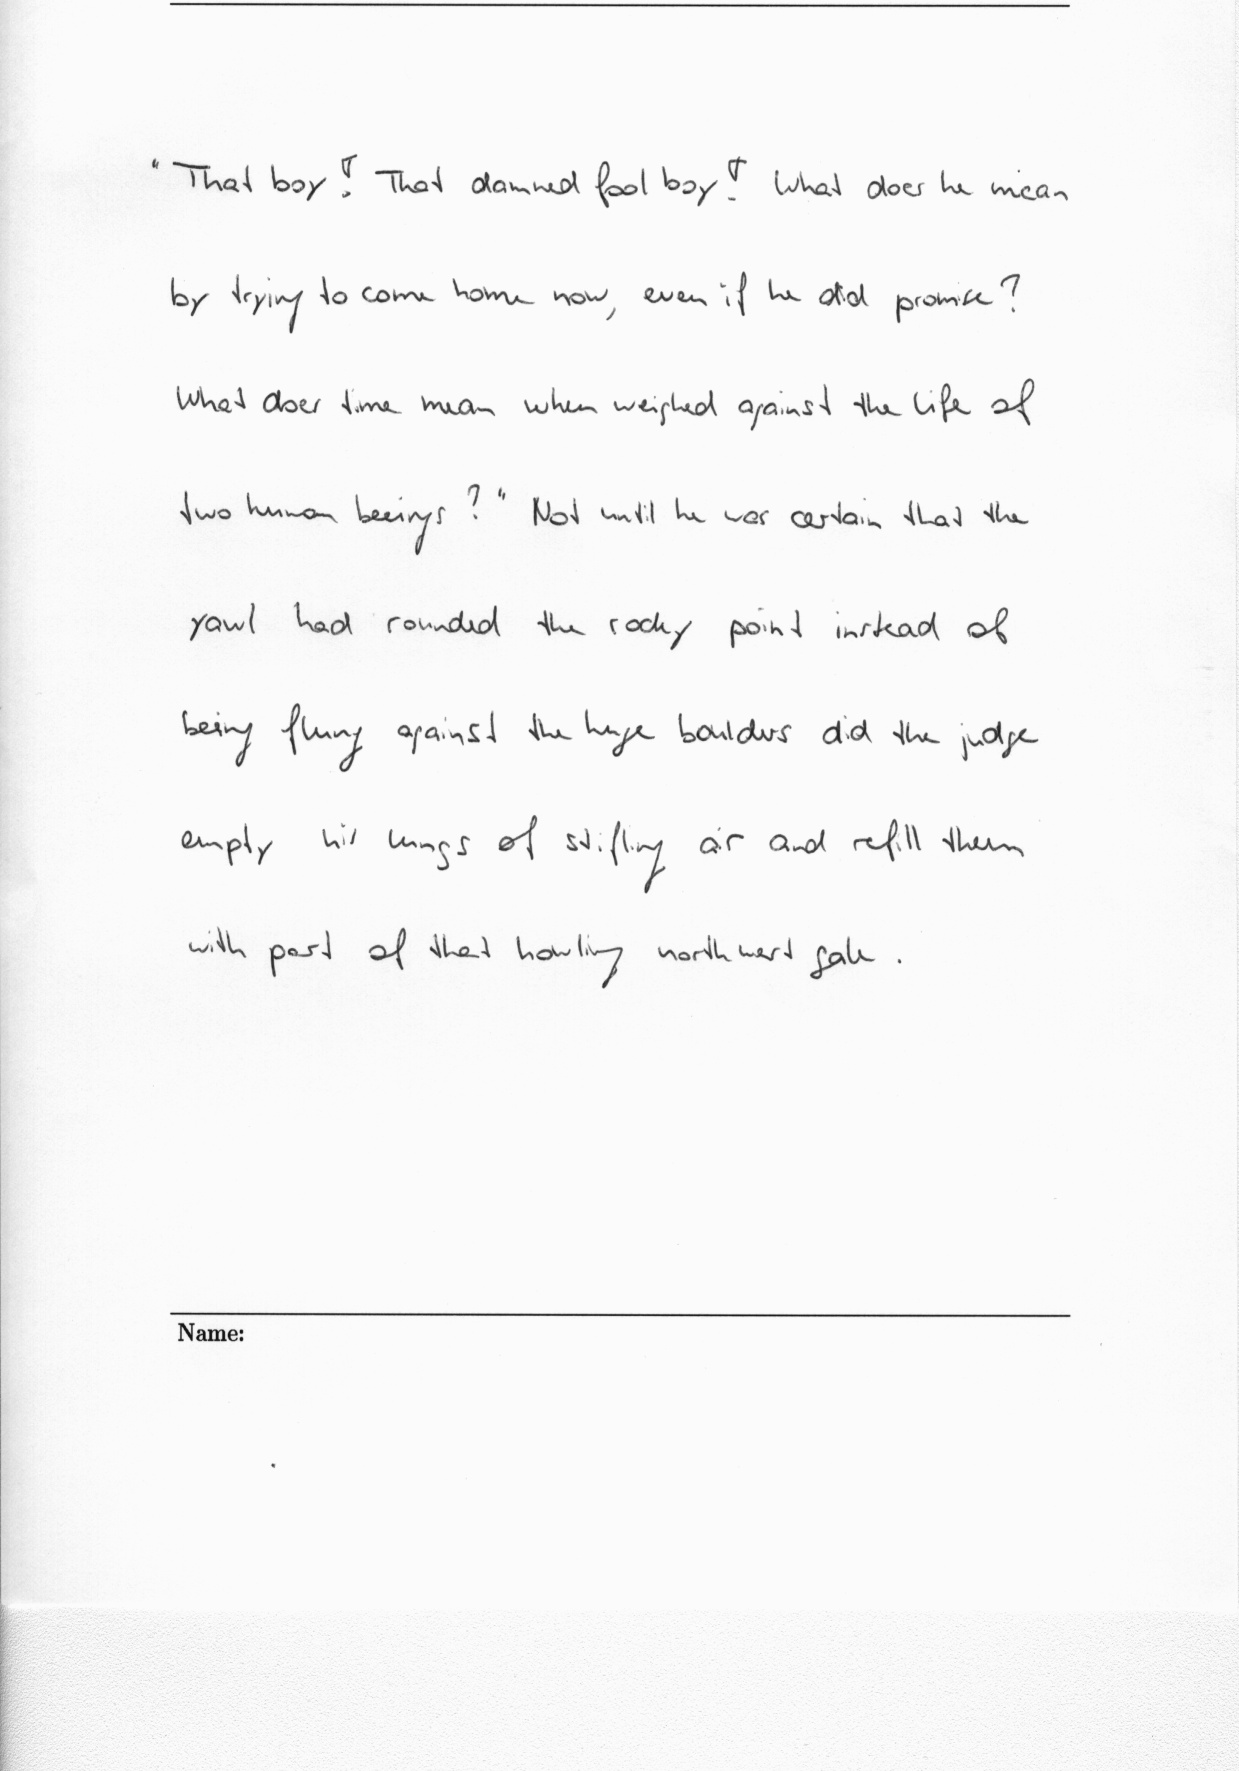 "That boy! That damned fool boy! What does he mean
by trying to come home now, even if he did promise?
What does time mean when weighed against the life of
two human beeings?" Not until he was certain that the
yawl had rounded the rocky point instead of
being flung against the huge boulders did the judge
empty his lungs of stifling air and refill them
with part of that howling northwest gale.
Name: